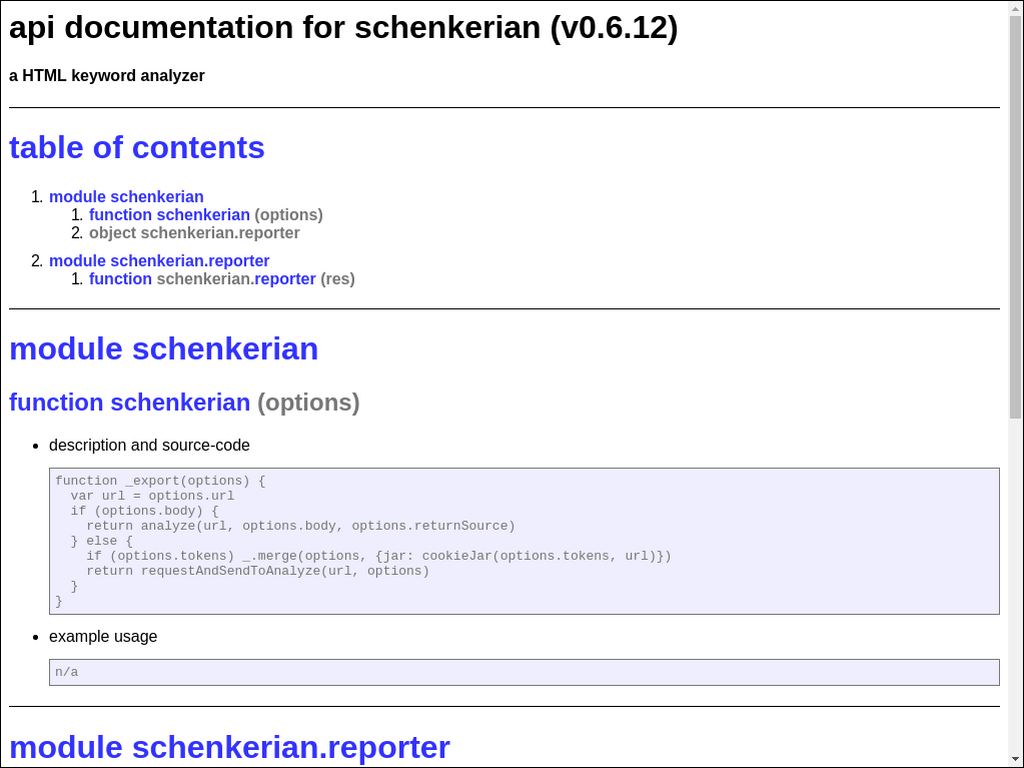 api documentation for schenkerian (v0.6.12)
a HTML keyword analyzer
table of contents
1. module schenkerian
1. function schenkerian (options)
2. object schenkerian.reporter
2. module schenkerian.reporter
1. function schenkerian.reporter (res)
module schenkerian
function schenkerian (options)
• description and source-code
function _export(options) {
  var url = options.url
  if (options.body) {
    return analyze(url, options.body, options.returnSource)
  } else {
    if (options.tokens) _.merge(options, {jar: cookieJar(options.tokens, url)})
    return requestAndSendToAnalyze(url, options)
  }
}
• example usage
n/a
module schenkerian.reporter